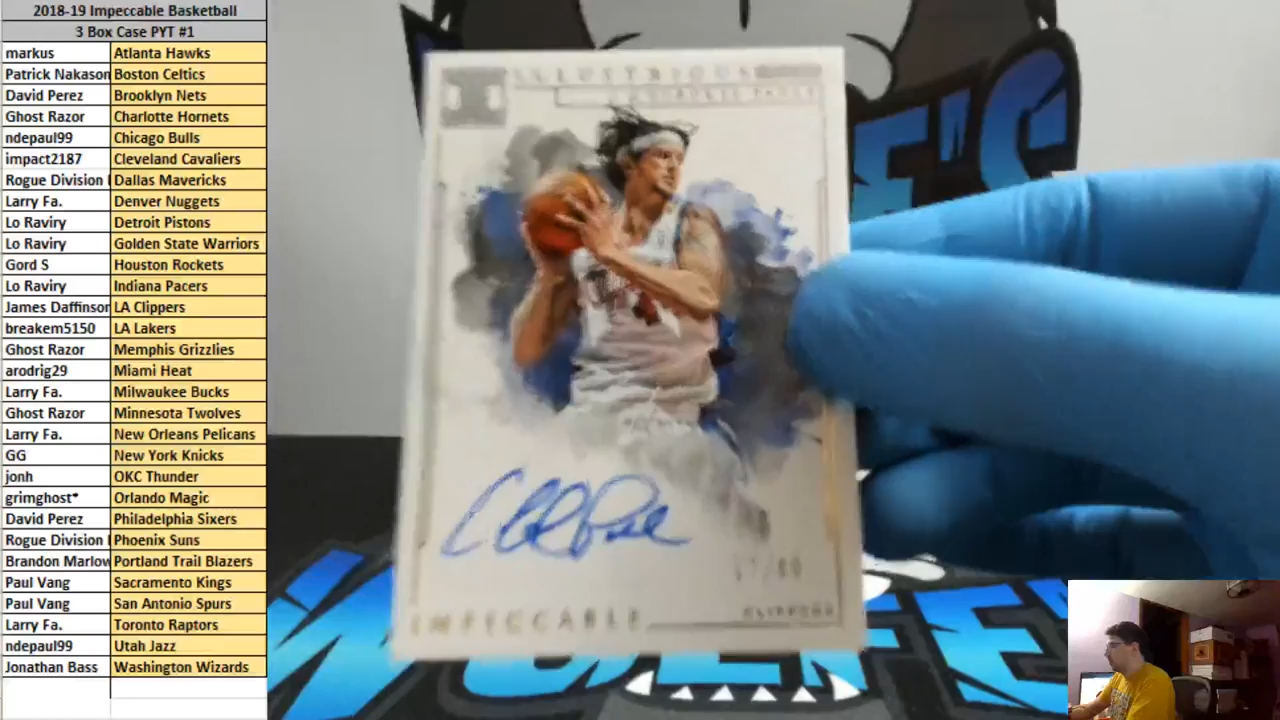 2018-19 Impeccable Basketball
3 Box Case PYT #1
markus Atlanta Hawks
Patrick Nakason Boston Celtics
David Perez Brooklyn Nets
Ghost Razor Charlotte Hornets
ndepaul99 Chicago Bulls
impact2187 Cleveland Cavaliers
Rogue Division Dallas Mavericks
Larry Fa. Denver Nuggets
Lo Raviry Detroit Pistons
Lo Raviry Golden State Warriors
Gord S Houston Rockets
Lo Raviry Indiana Pacers
James Daffinson LA Clippers
breakem5150 LA Lakers
Ghost Razor Memphis Grizzlies
arodrig29 Miami Heat
Larry Fa. Milwaukee Bucks
Ghost Razor Minnesota Twolves
Larry Fa. New Orleans Pelicans
GG New York Knicks
jonh OKC Thunder
grimghost* Orlando Magic
David Perez Philadelphia Sixers
Rogue Division Phoenix Suns
Brandon Marlow Portland Trail Blazers
Paul Vang Sacramento Kings
Paul Vang San Antonio Spurs
Larry Fa. Toronto Raptors
ndepaul99 Utah Jazz
Jonathan Bass Washington Wizards
ILLUSTRIOUS
IMPECCABLE
CLIPPERS